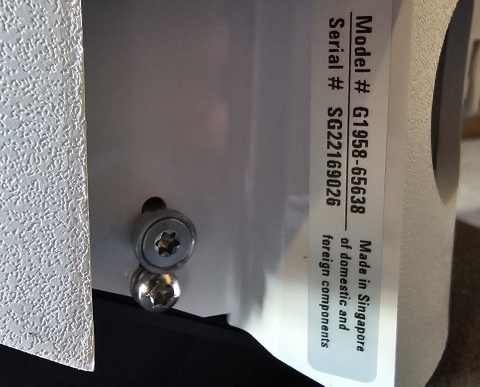 Model # G1958-65638
Serial # SG22169026
Made in Singapore
of domestic and
foreign components